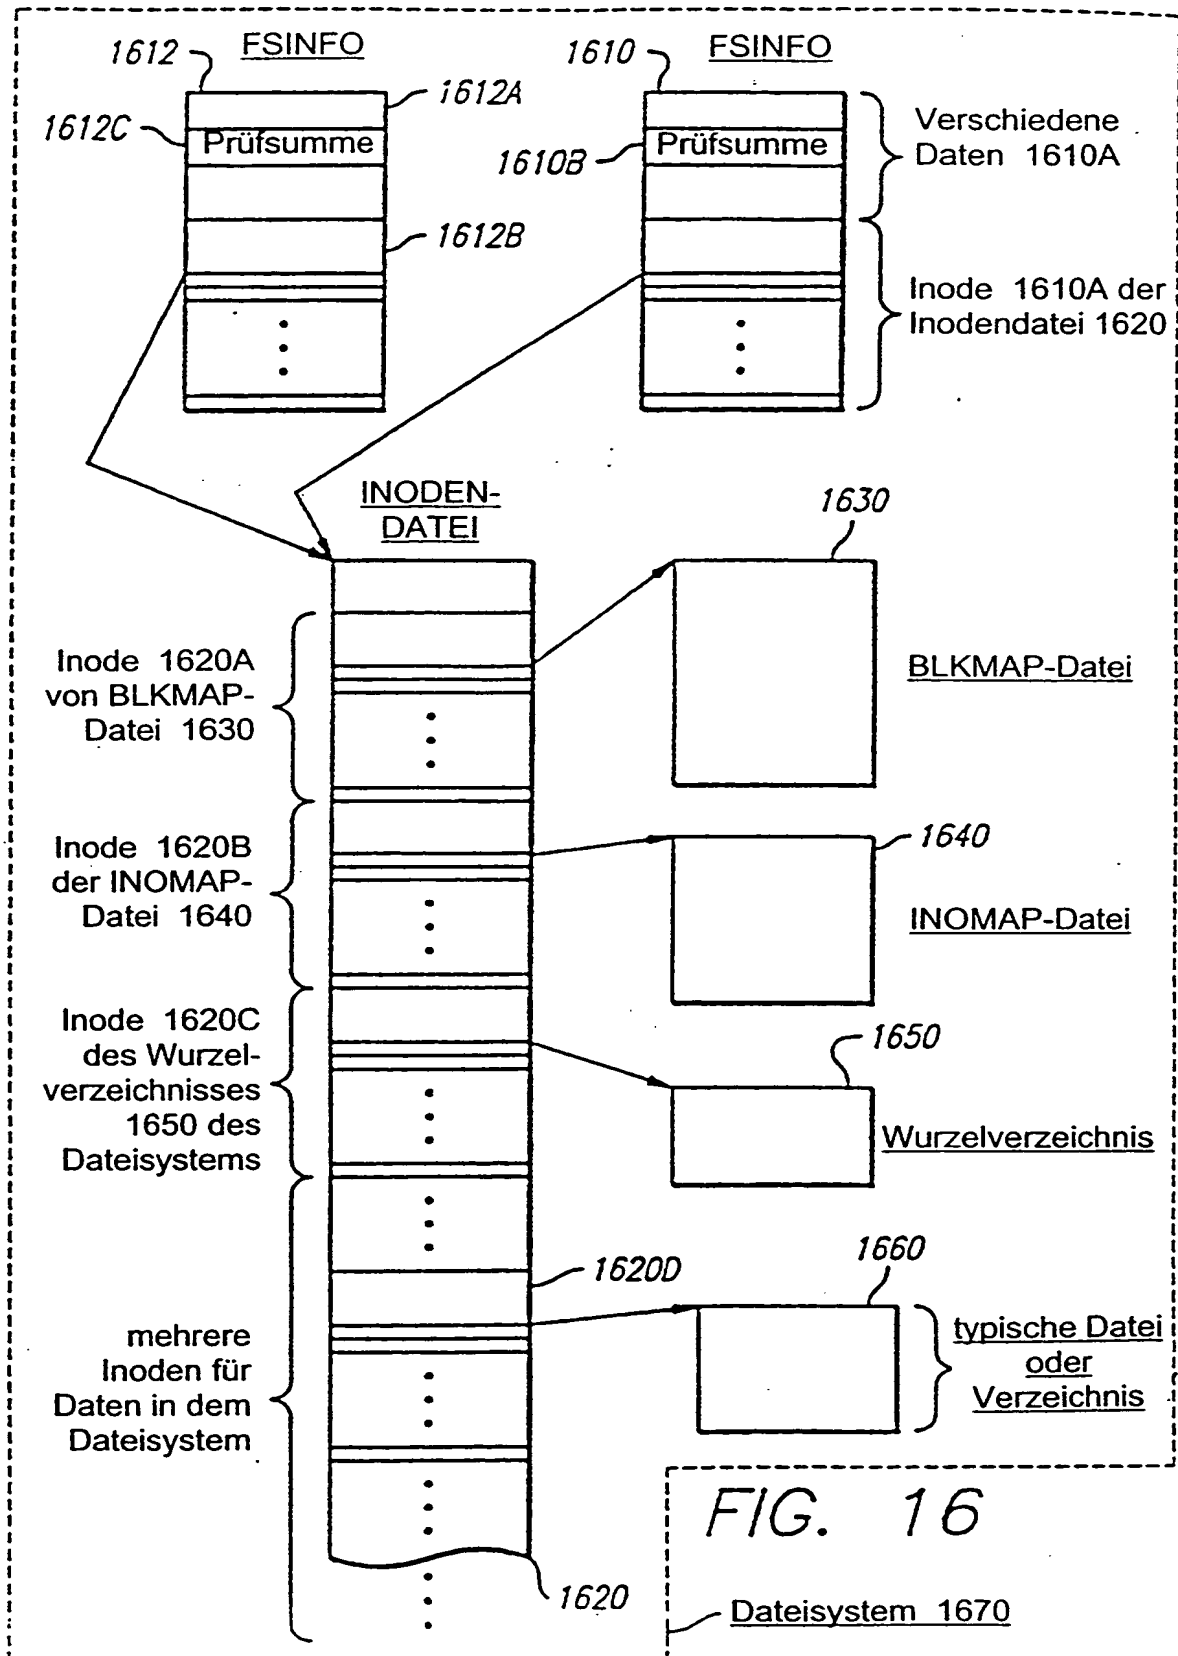 FSINFO
1612
1612A
1612C
Prüfsumme
1612B
FSINFO
1610
Prüfsumme
1610B
Verschiedene
Daten 1610A
Inode 1610A der
Inodendatei 1620
INODEN-
DATEI
Inode 1620A
von BLKMAP-
Datei 1630
1630
BLKMAP-Datei
Inode 1620B
der INOMAP-
Datei 1640
1640
INOMAP-Datei
Inode 1620C
des Wurzel-
verzeichnisses
1650 des
Dateisystems
1650
Wurzelverzeichnis
1620D
1660
mehrere
Inoden für
Daten in dem
Dateisystem
typische Datei
oder
Verzeichnis
1620
FIG. 16
Dateisystem 1670